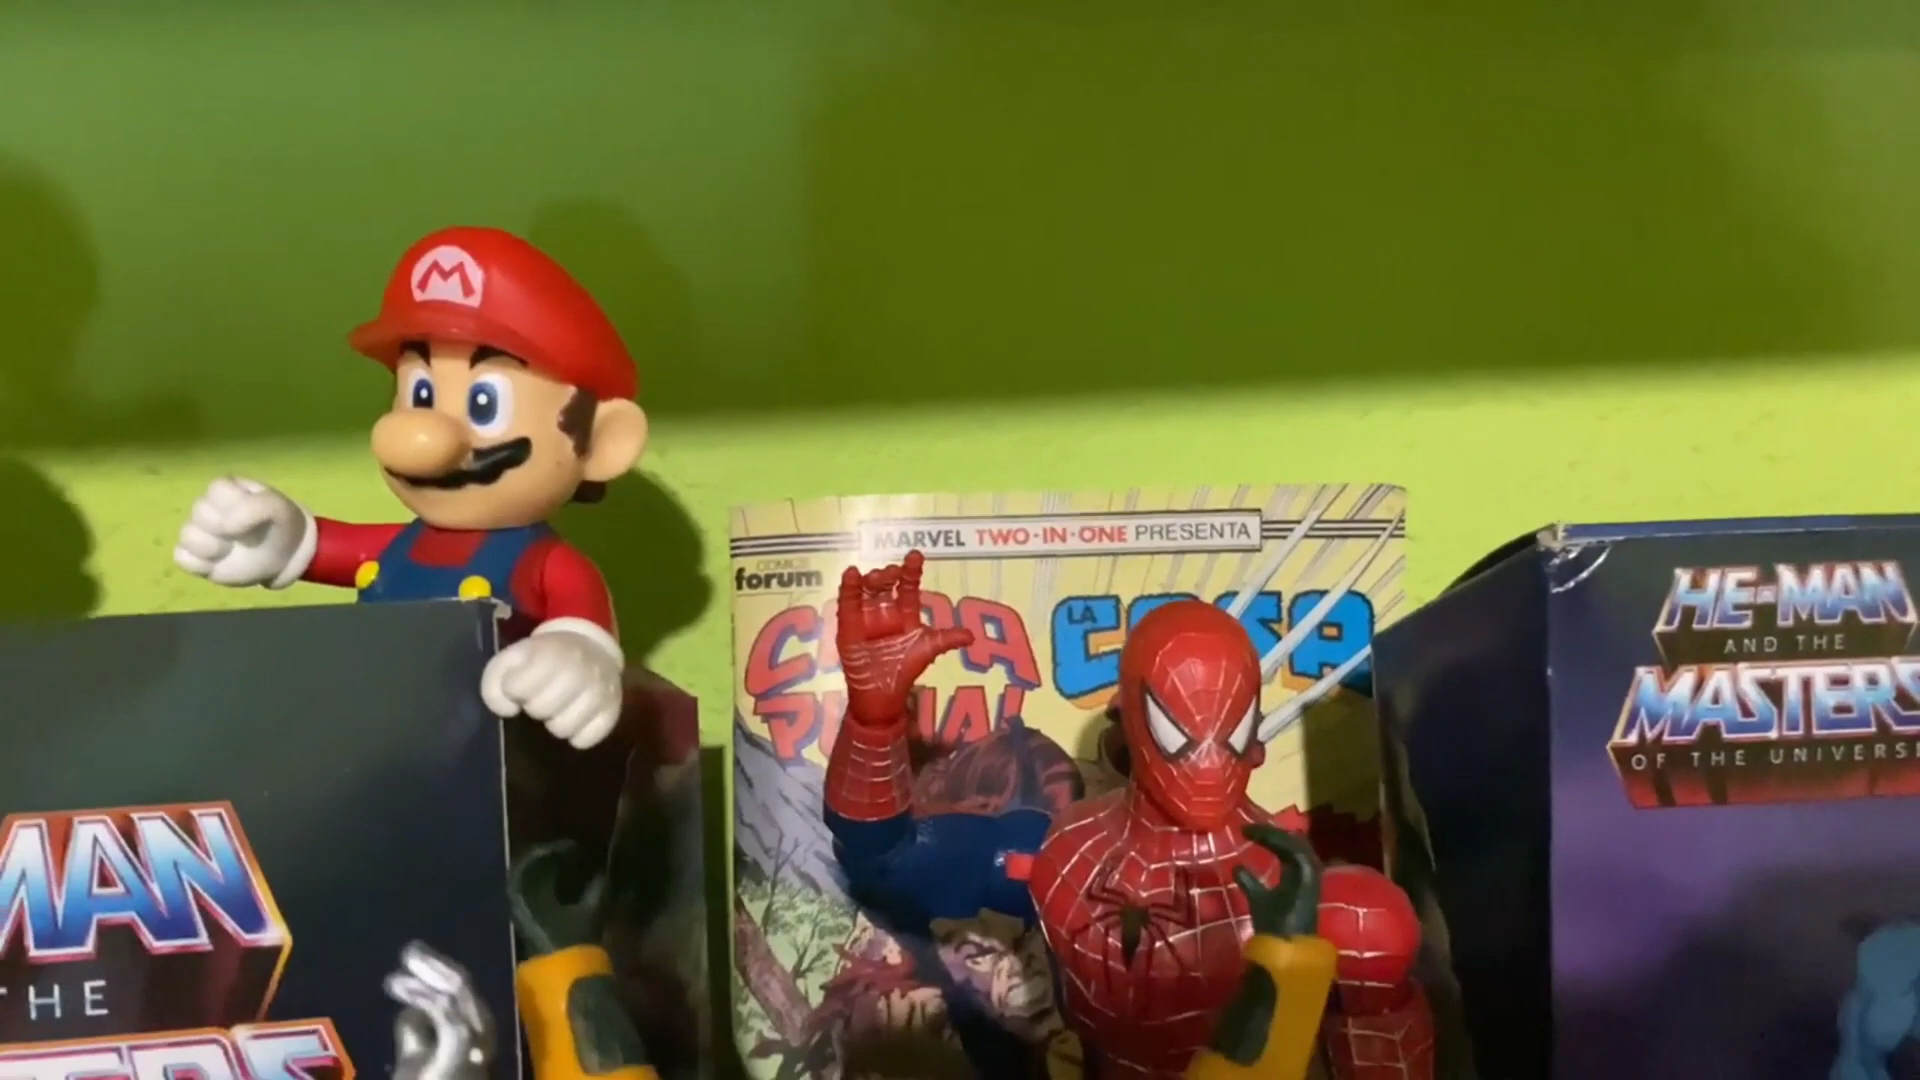 M
MARVEL TWO-IN-ONE PRESENTA
COMICS
forum
LA
HE-MAN
AND THE
MASTERS
OF THE UNIVERSE
MAN
THE